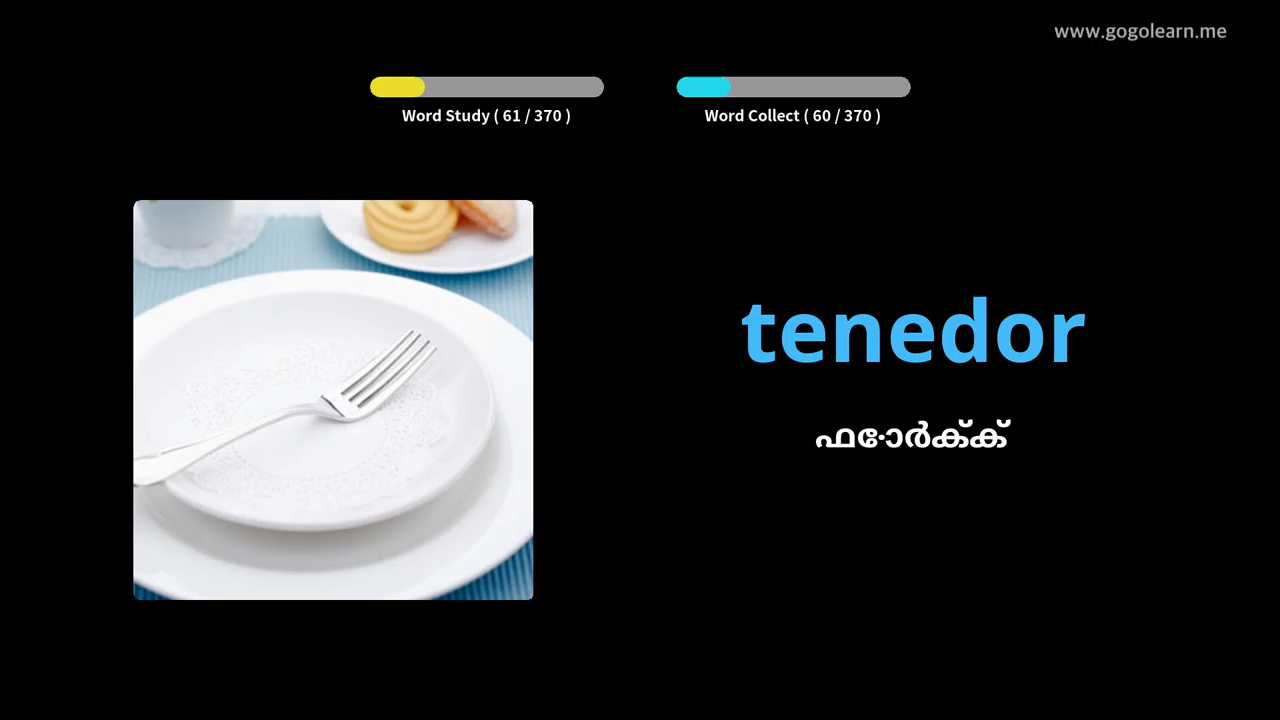 www.gogolearn.me
Word Study ( 61 / 370 )
Word Collect ( 60 / 370 )
tenedor
ഫോർക്ക്